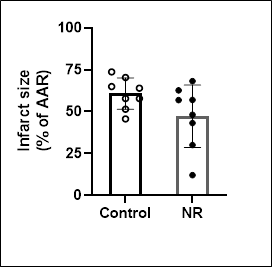 100
75
50
25
0
Infarct size
(% of AAR)
Control NR